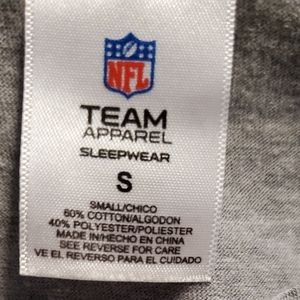 NFL
TEAM
APPAREL
SLEEPWEAR
S
SMALL/CHICO
60% COTTON/ALGODON
40% POLYESTER/POLIESTER
MADE IN/HECHO EN CHINA
SEE REVERSE FOR CARE
VE EL REVERSO PARA EL CUIDADO